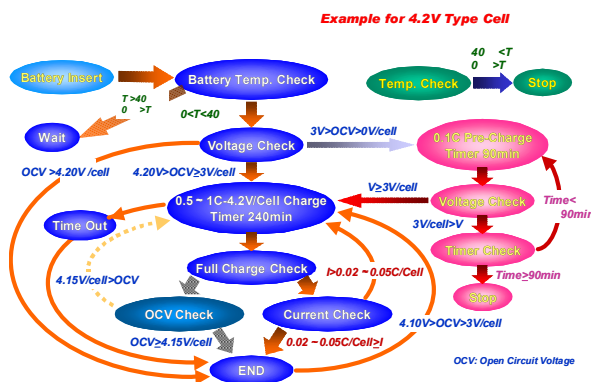 Example for 4.2V Type Cell
Battery Insert
Battery Temp. Check
40 <T
0 >T
Temp. Check
Stop
T >40
0 >T
0<T<40
Wait
Voltage Check
3V>OCV>0V/cell
0.1C Pre-Charge
Timer 90min
OCV >4.20V /cell
4.20V>OCV≥3V/cell
V≥3V/cell
Voltage Check
Time<
90min
0.5 ~ 1C-4.2V/Cell Charge
Timer 240min
3V/cell>V
Time Out
Timer Check
Full Charge Check
I>0.02 ~ 0.05C/Cell
4.15V/cell>OCV
Time≥90min
Stop
OCV Check
Current Check
4.10V>OCV>3V/cell
OCV≥4.15V/cell
0.02 ~ 0.05C/Cell≥I
END
OCV: Open Circuit Voltage